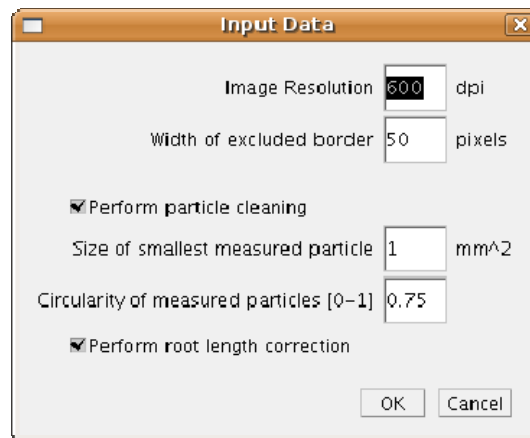 Input Data
Image Resolution 600 dpi
Width of excluded border 50 pixels
Perform particle cleaning
Size of smallest measured particle 1 mm^2
Circularity of measured particles [0-1] 0.75
Perform root length correction
OK Cancel